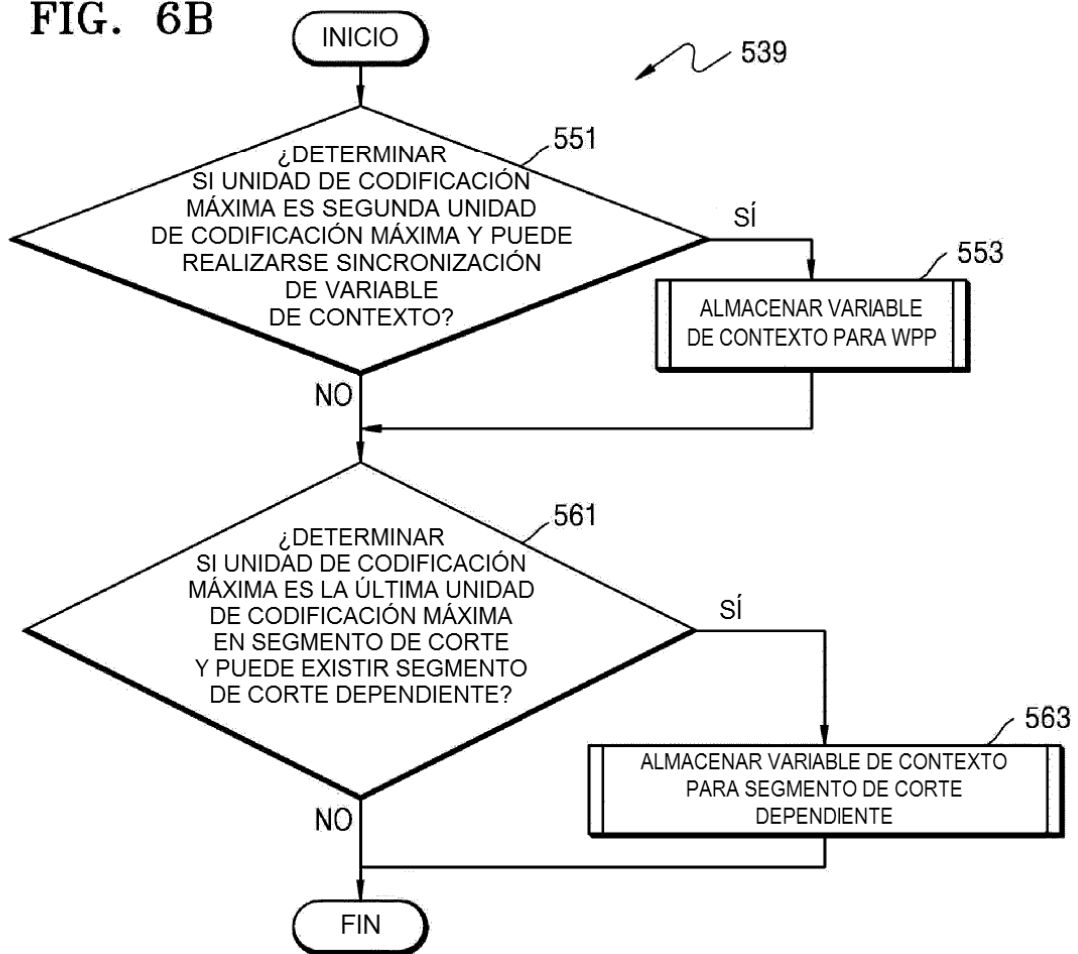 FIG. 6B
INICIO
539
¿DETERMINAR
SI UNIDAD DE CODIFICACIÓN
MÁXIMA ES SEGUNDA UNIDAD
DE CODIFICACIÓN MÁXIMA Y PUEDE
REALIZARSE SINCRONIZACIÓN
DE VARIABLE
DE CONTEXTO?
551
SÍ
553
ALMACENAR VARIABLE
DE CONTEXTO PARA WPP
NO
¿DETERMINAR
SI UNIDAD DE CODIFICACIÓN
MÁXIMA ES LA ÚLTIMA UNIDAD
DE CODIFICACIÓN MÁXIMA
EN SEGMENTO DE CORTE
Y PUEDE EXISTIR SEGMENTO
DE CORTE DEPENDIENTE?
561
SÍ
563
ALMACENAR VARIABLE DE CONTEXTO
PARA SEGMENTO DE CORTE
DEPENDIENTE
NO
FIN